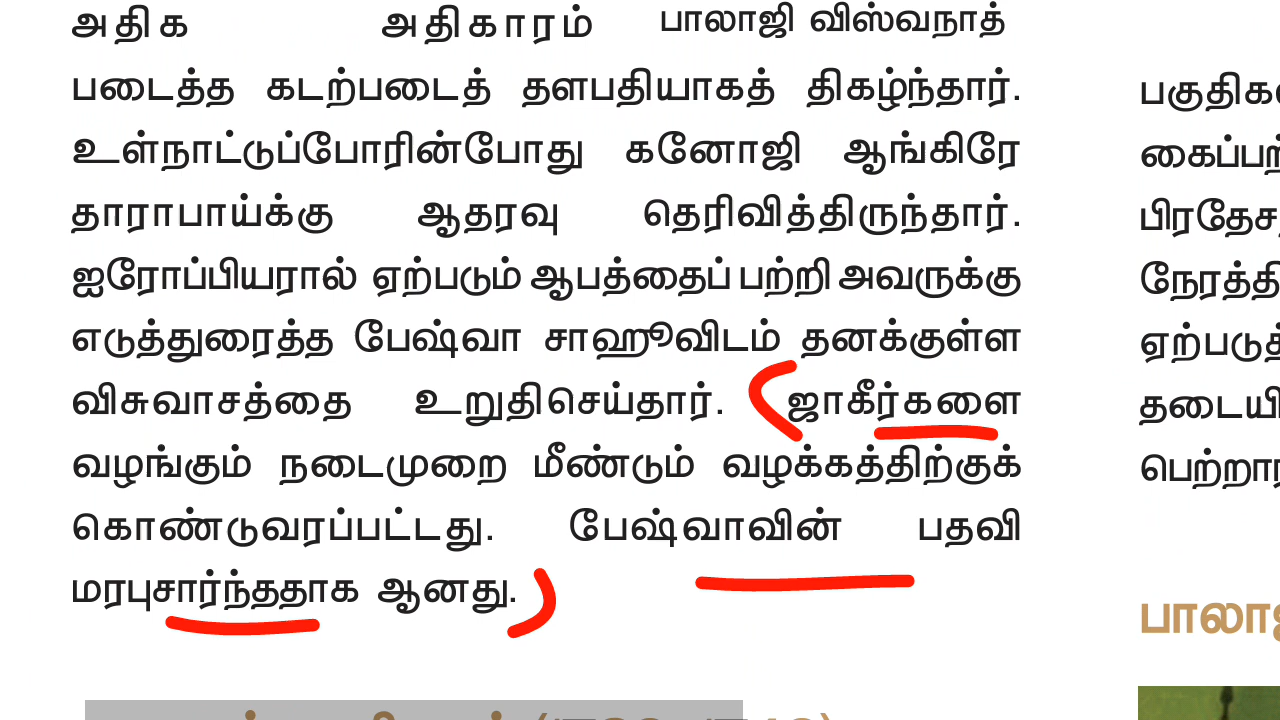 அதிக அதிகாரம் பாலாஜி விஸ்வநாத்
படைத்த கடற்படைத் தளபதியாகத் திகழ்ந்தார்.
உள்நாட்டுப்போரின்போது கனோஜி ஆங்கிரே
தாராபாய்க்கு ஆதரவு தெரிவித்திருந்தார்.
ஐரோப்பியரால் ஏற்படும் ஆபத்தைப் பற்றி அவருக்கு
எடுத்துரைத்த பேஷ்வா சாஹூவிடம் தனக்குள்ள
விசுவாசத்தை உறுதிசெய்தார். ஜாகீர்களை
வழங்கும் நடைமுறை மீண்டும் வழக்கத்திற்குக்
கொண்டுவரப்பட்டது. பேஷ்வாவின் பதவி
மரபுசார்ந்ததாக ஆனது.